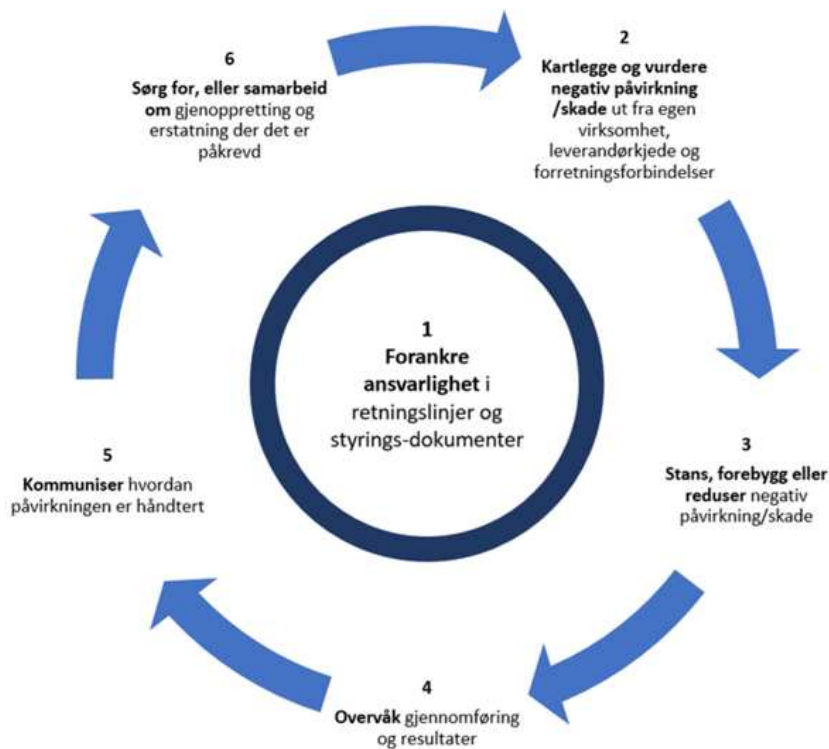 1
Forankre
ansvarlighet i
retningslinjer og
styrings-dokumenter
2
Kartlegge og vurdere
negativ påvirkning
/skade ut fra egen
virksomhet,
leverandørkjede og
forretningsforbindelser
3
Stans, forebygg eller
reduser negativ
påvirkning/skade
4
Overvåk gjennomføring
og resultater
5
Kommuniser hvordan
påvirkningen er håndtert
6
Sørg for, eller samarbeid
om gjenoppretting og
erstatning der det er
påkrevd